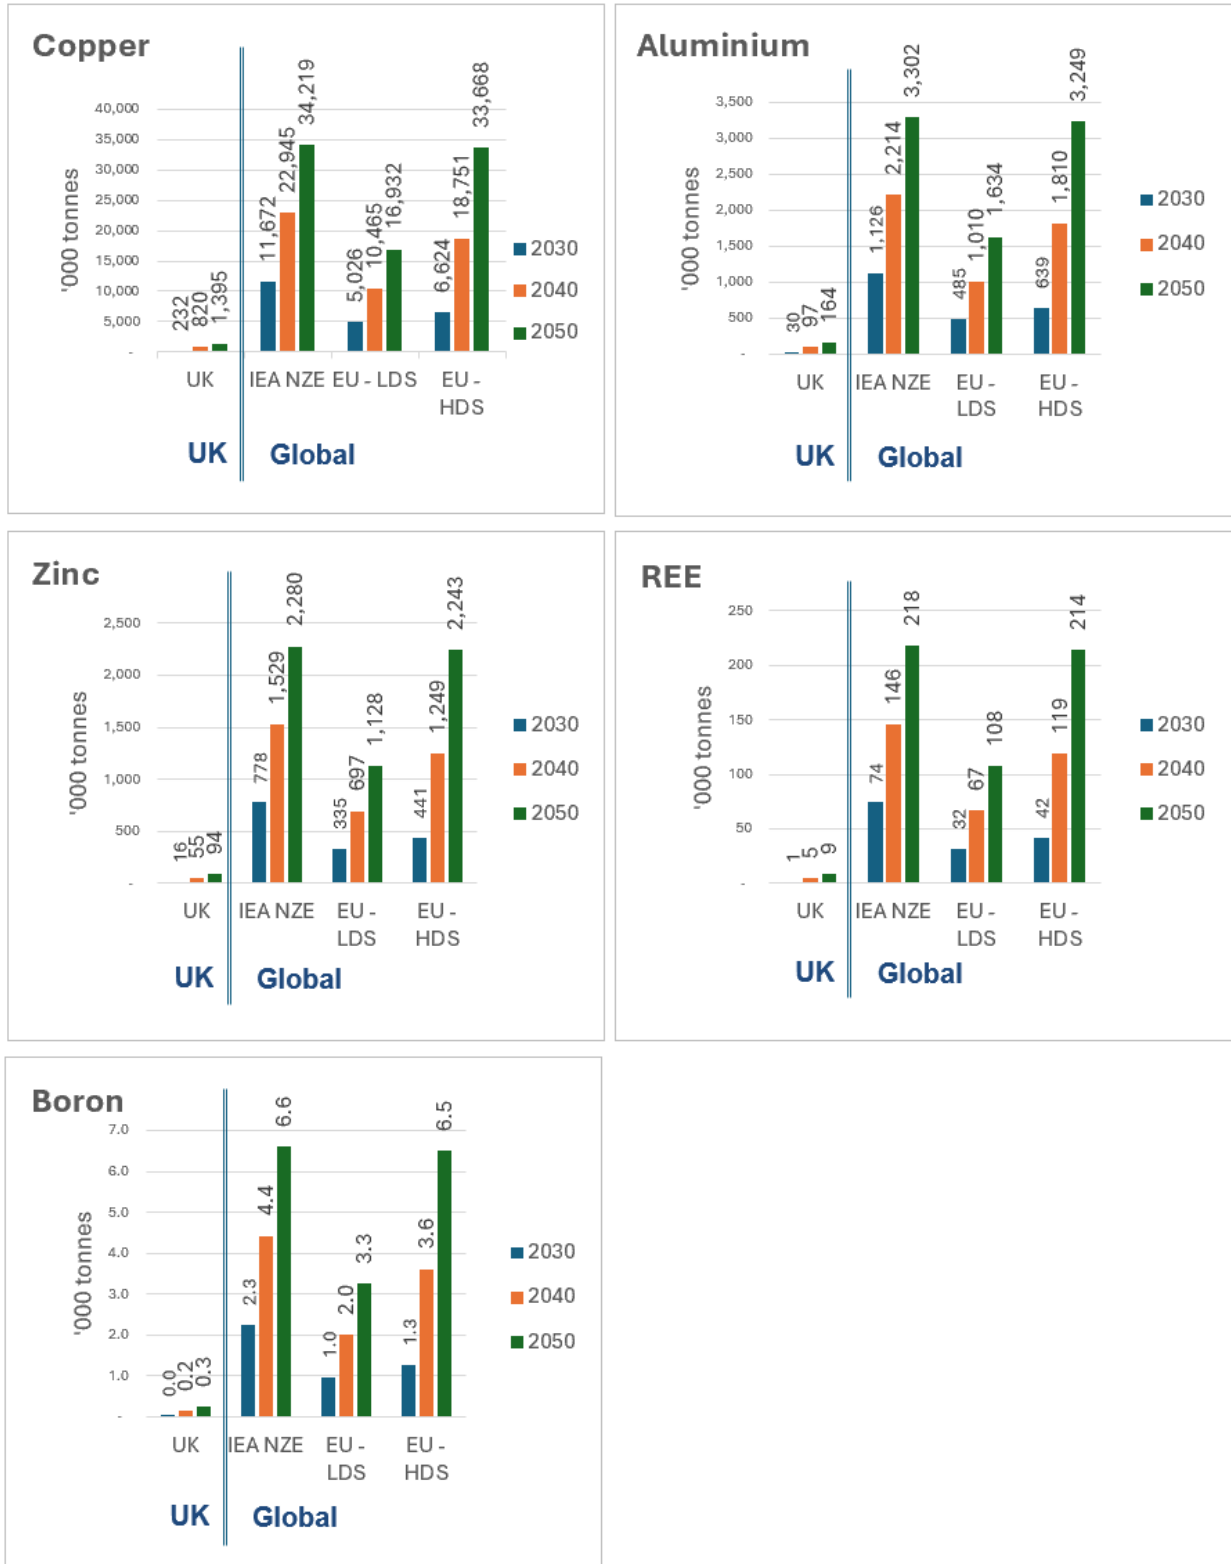 Copper
'000 tonnes
40,000
35,000
30,000
25,000
20,000
15,000
10,000
5,000
-
232
820
1,395
11,672
22,945
34,219
5,026
10,465
16,932
6,624
18,751
33,668
UK
IEA NZE
EU - LDS
EU -
HDS
2030
2040
2050
UK
Global
Aluminium
'000 tonnes
3,500
3,000
2,500
2,000
1,500
1,000
500
-
30
97
164
1,126
2,214
3,302
485
1,010
1,634
639
1,810
3,249
UK
IEA NZE
EU -
LDS
EU -
HDS
2030
2040
2050
UK
Global
Zinc
'000 tonnes
2,500
2,000
1,500
1,000
500
-
16
55
94
778
1,529
2,280
335
697
1,128
441
1,249
2,243
UK
IEA NZE
EU -
LDS
EU -
HDS
2030
2040
2050
UK
Global
REE
'000 tonnes
250
200
150
100
50
-
1
5
9
74
146
218
32
67
108
42
119
214
UK
IEA NZE
EU -
LDS
EU -
HDS
2030
2040
2050
UK
Global
Boron
'000 tonnes
7.0
6.0
5.0
4.0
3.0
2.0
1.0
-
0.0
0.2
0.3
2.3
4.4
6.6
1.0
2.0
3.3
1.3
3.6
6.5
UK
IEA NZE
EU -
LDS
EU -
HDS
2030
2040
2050
UK
Global